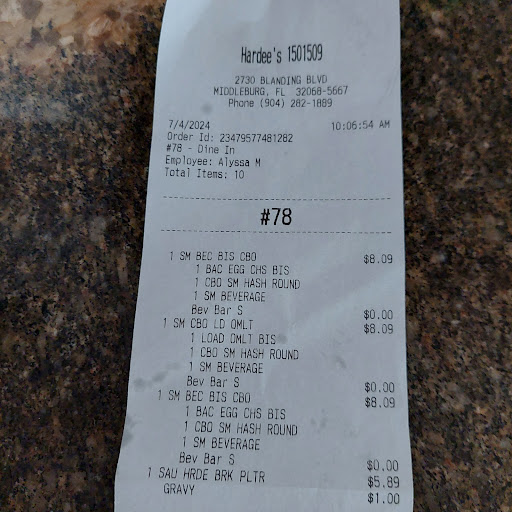 Hardee's 1501509
2730 BLANDING BLVD
MIDDLEBURG, FL 32068-5667
Phone (904) 282-1889
7/4/2024 10:06:54 AM
Order Id: 23479577481282
#78 - Dine In
Employee: Alyssa M
Total Items: 10
#78
1 SM BEC BIS CBO $8.09
1 BAC EGG CHS BIS
1 CBO SM HASH ROUND
1 SM BEVERAGE
Bev Bar S $0.00
1 SM CBO LD OMLT $8.09
1 LOAD OMLT BIS
1 CBO SM HASH ROUND
1 SM BEVERAGE
Bev Bar S $0.00
1 SM BEC BIS CBO $8.09
1 BAC EGG CHS BIS
1 CBO SM HASH ROUND
1 SM BEVERAGE
Bev Bar S $0.00
1 SAU HRDE BRK PLTR $5.89
GRAVY $1.00